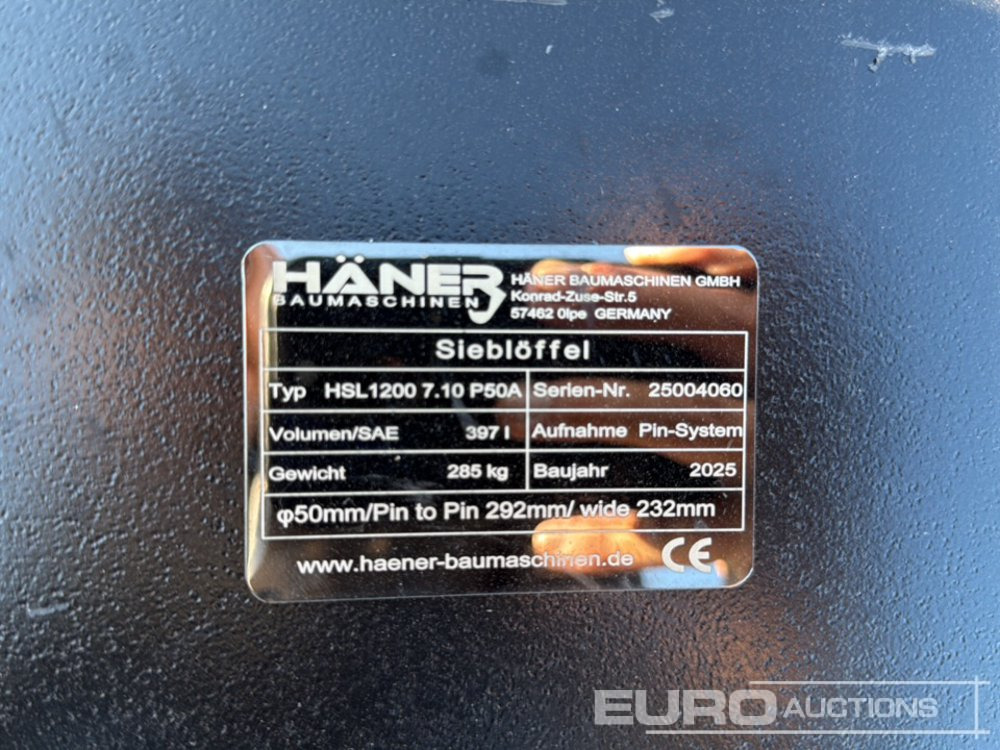 HÄNER
BAUMASCHINEN
HÄNER BAUMASCHINEN GMBH
Konrad-Zuse-Str.5
57462 0lpe GERMANY
Sieblöffel
Typ HSL1200 7.10 P50A Serien-Nr. 25004060
Volumen/SAE 397 l Aufnahme Pin-System
Gewicht 285 kg Baujahr 2025
φ50mm/Pin to Pin 292mm/ wide 232mm
www.haener-baumaschinen.de CE
EURO AUCTIONS